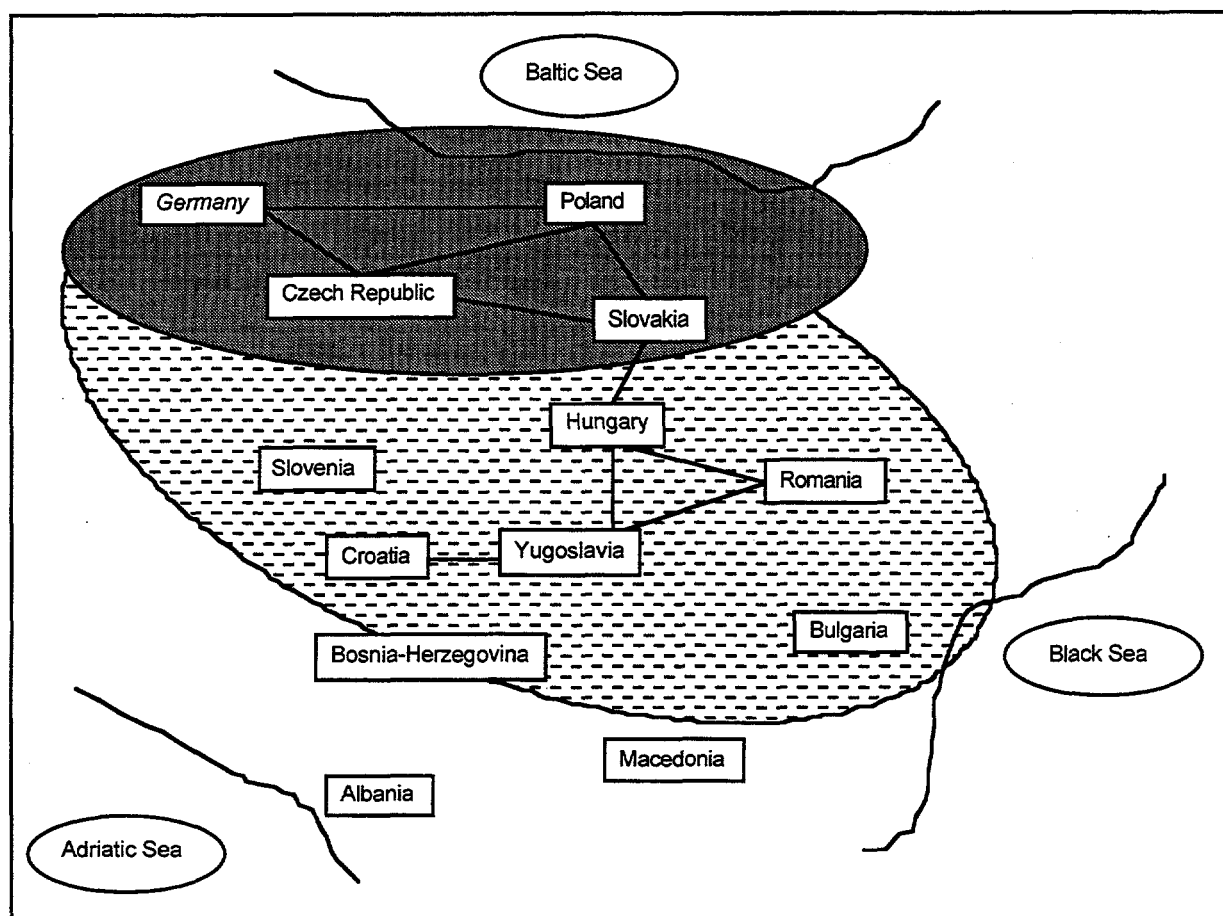 Baltic Sea
Germany
Poland
Czech Republic
Slovakia
Hungary
Slovenia
Romania
Croatia
Yugoslavia
Bulgaria
Bosnia-Herzegovina
Black Sea
Macedonia
Albania
Adriatic Sea